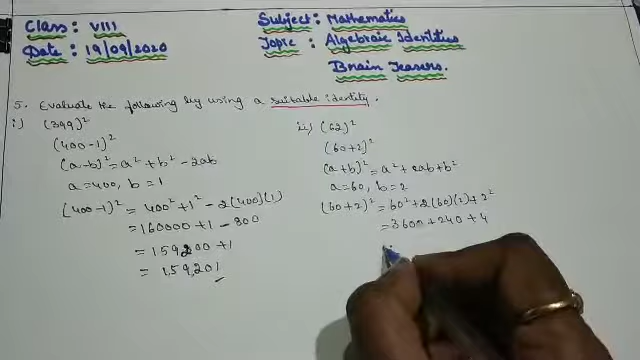 Class: VIII
Subject: Mathematics
Date: 19/09/2020
Topic: Algebraic Identities
Brain Teasers.
5. Evaluate the following by using a suitable identity.
i) (399)²
(400-1)²
(a-b)² = a² + b² - 2ab
a=400, b=1
(400-1)² = 400² + 1² - 2(400)(1)
= 160000 + 1 - 800
= 159200 + 1
= 1,59,201
ii) (62)²
(60+2)²
(a+b)² = a² + 2ab + b²
a=60, b=2
(60+2)² = 60² + 2(60)(2) + 2²
= 3600 + 240 + 4